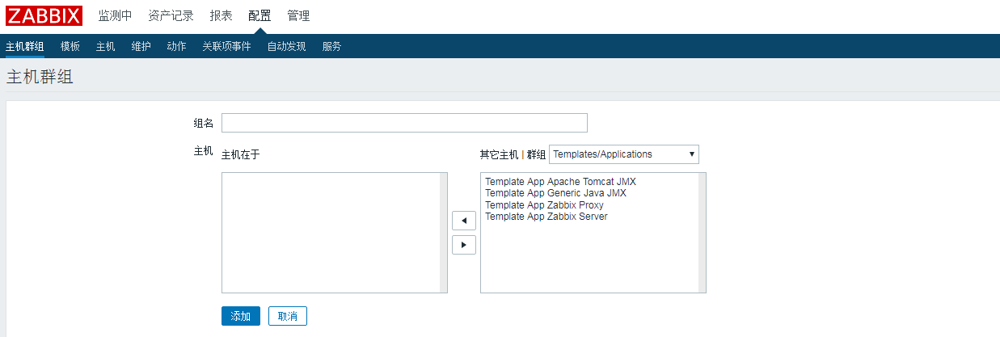 ZABBIX 监测中 资产记录 报表 配置 管理
主机群组 模板 主机 维护 动作 关联项事件 自动发现 服务
主机群组
组名
主机 主机在于 其它主机 | 群组 Templates/Applications
Template App Apache Tomcat JMX
Template App Generic Java JMX
Template App Zabbix Proxy
Template App Zabbix Server
添加 取消